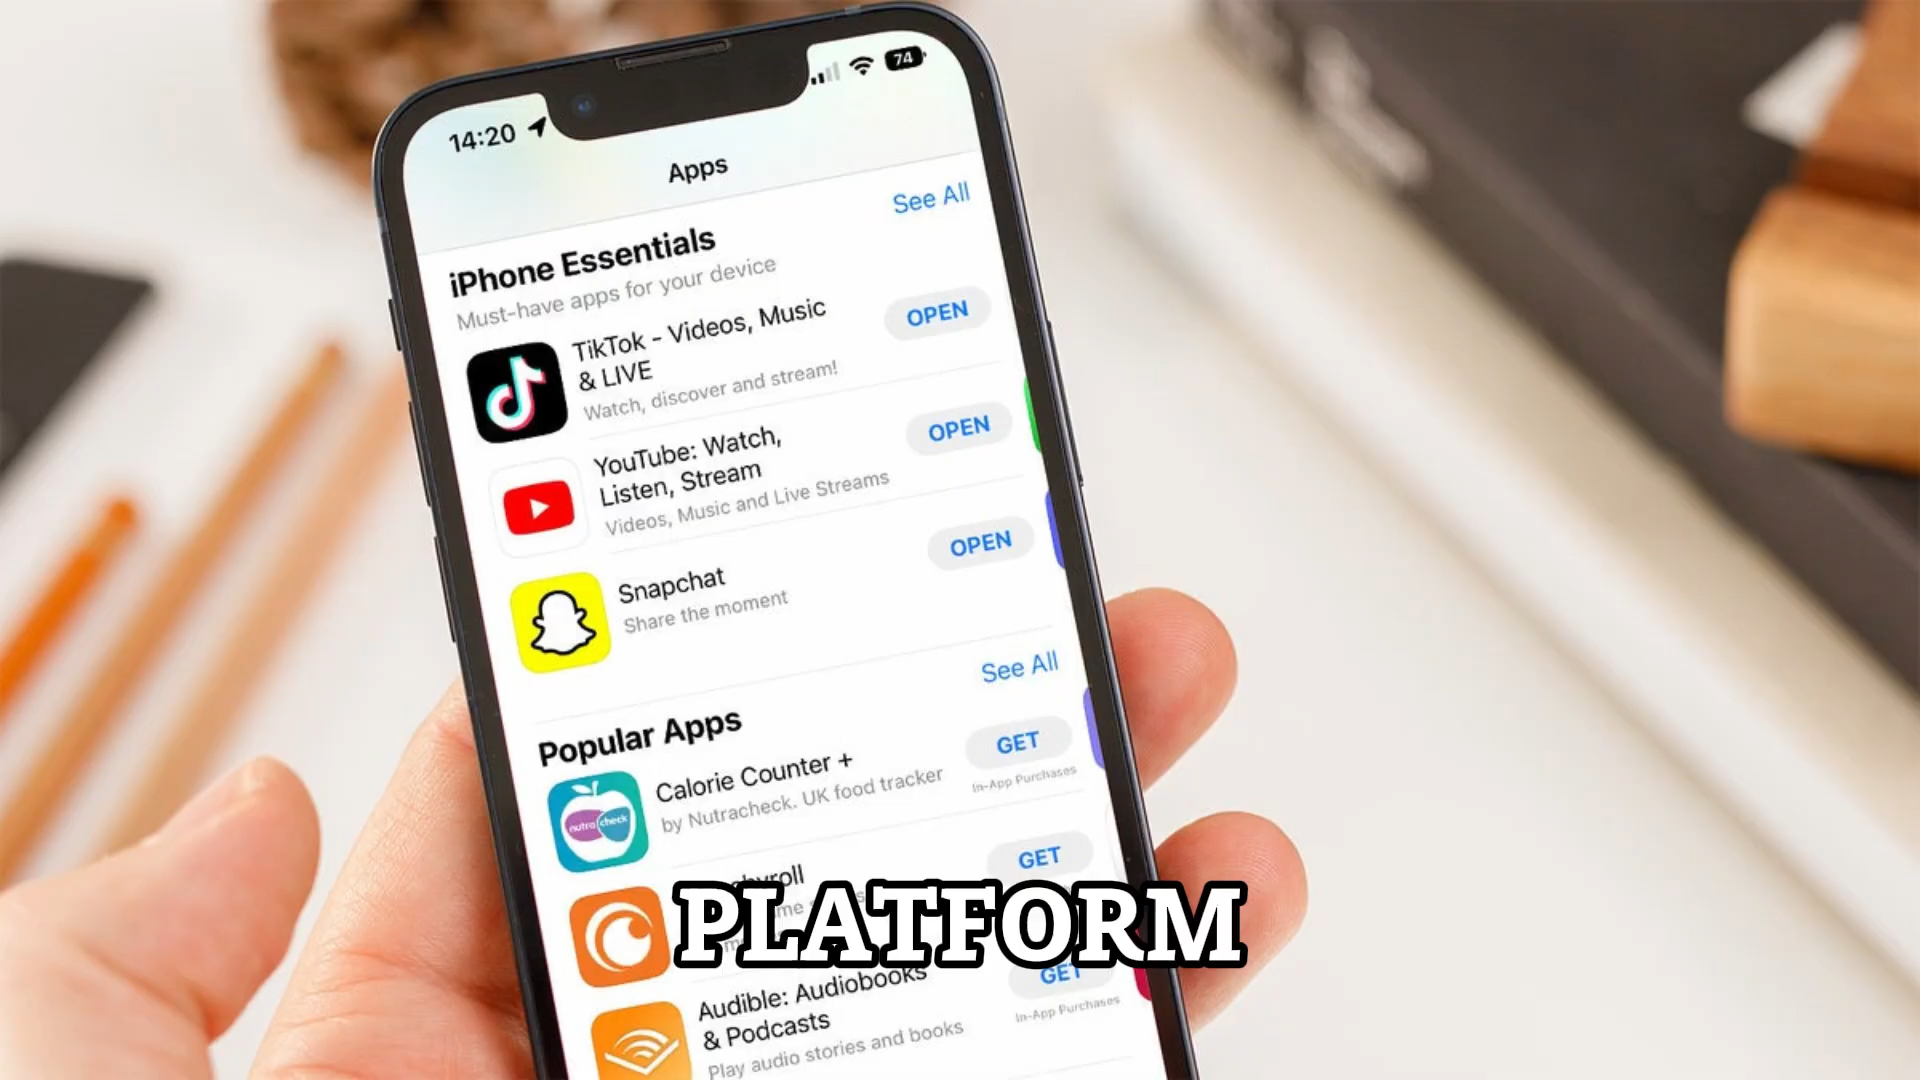 74
14:20
Apps
iPhone Essentials
See All
Must-have apps for your device
TikTok - Videos, Music
& LIVE
Watch, discover and stream!
OPEN
YouTube: Watch,
Listen, Stream
Videos, Music and Live Streams
OPEN
Snapchat
Share the moment
OPEN
Popular Apps
See All
Calorie Counter +
by Nutracheck. UK food tracker
GET
In-App Purchases
nutra check
GET
PLATFORM
Audible: Audiobooks
& Podcasts
Play audio stories and books
GET
In-App Purchases